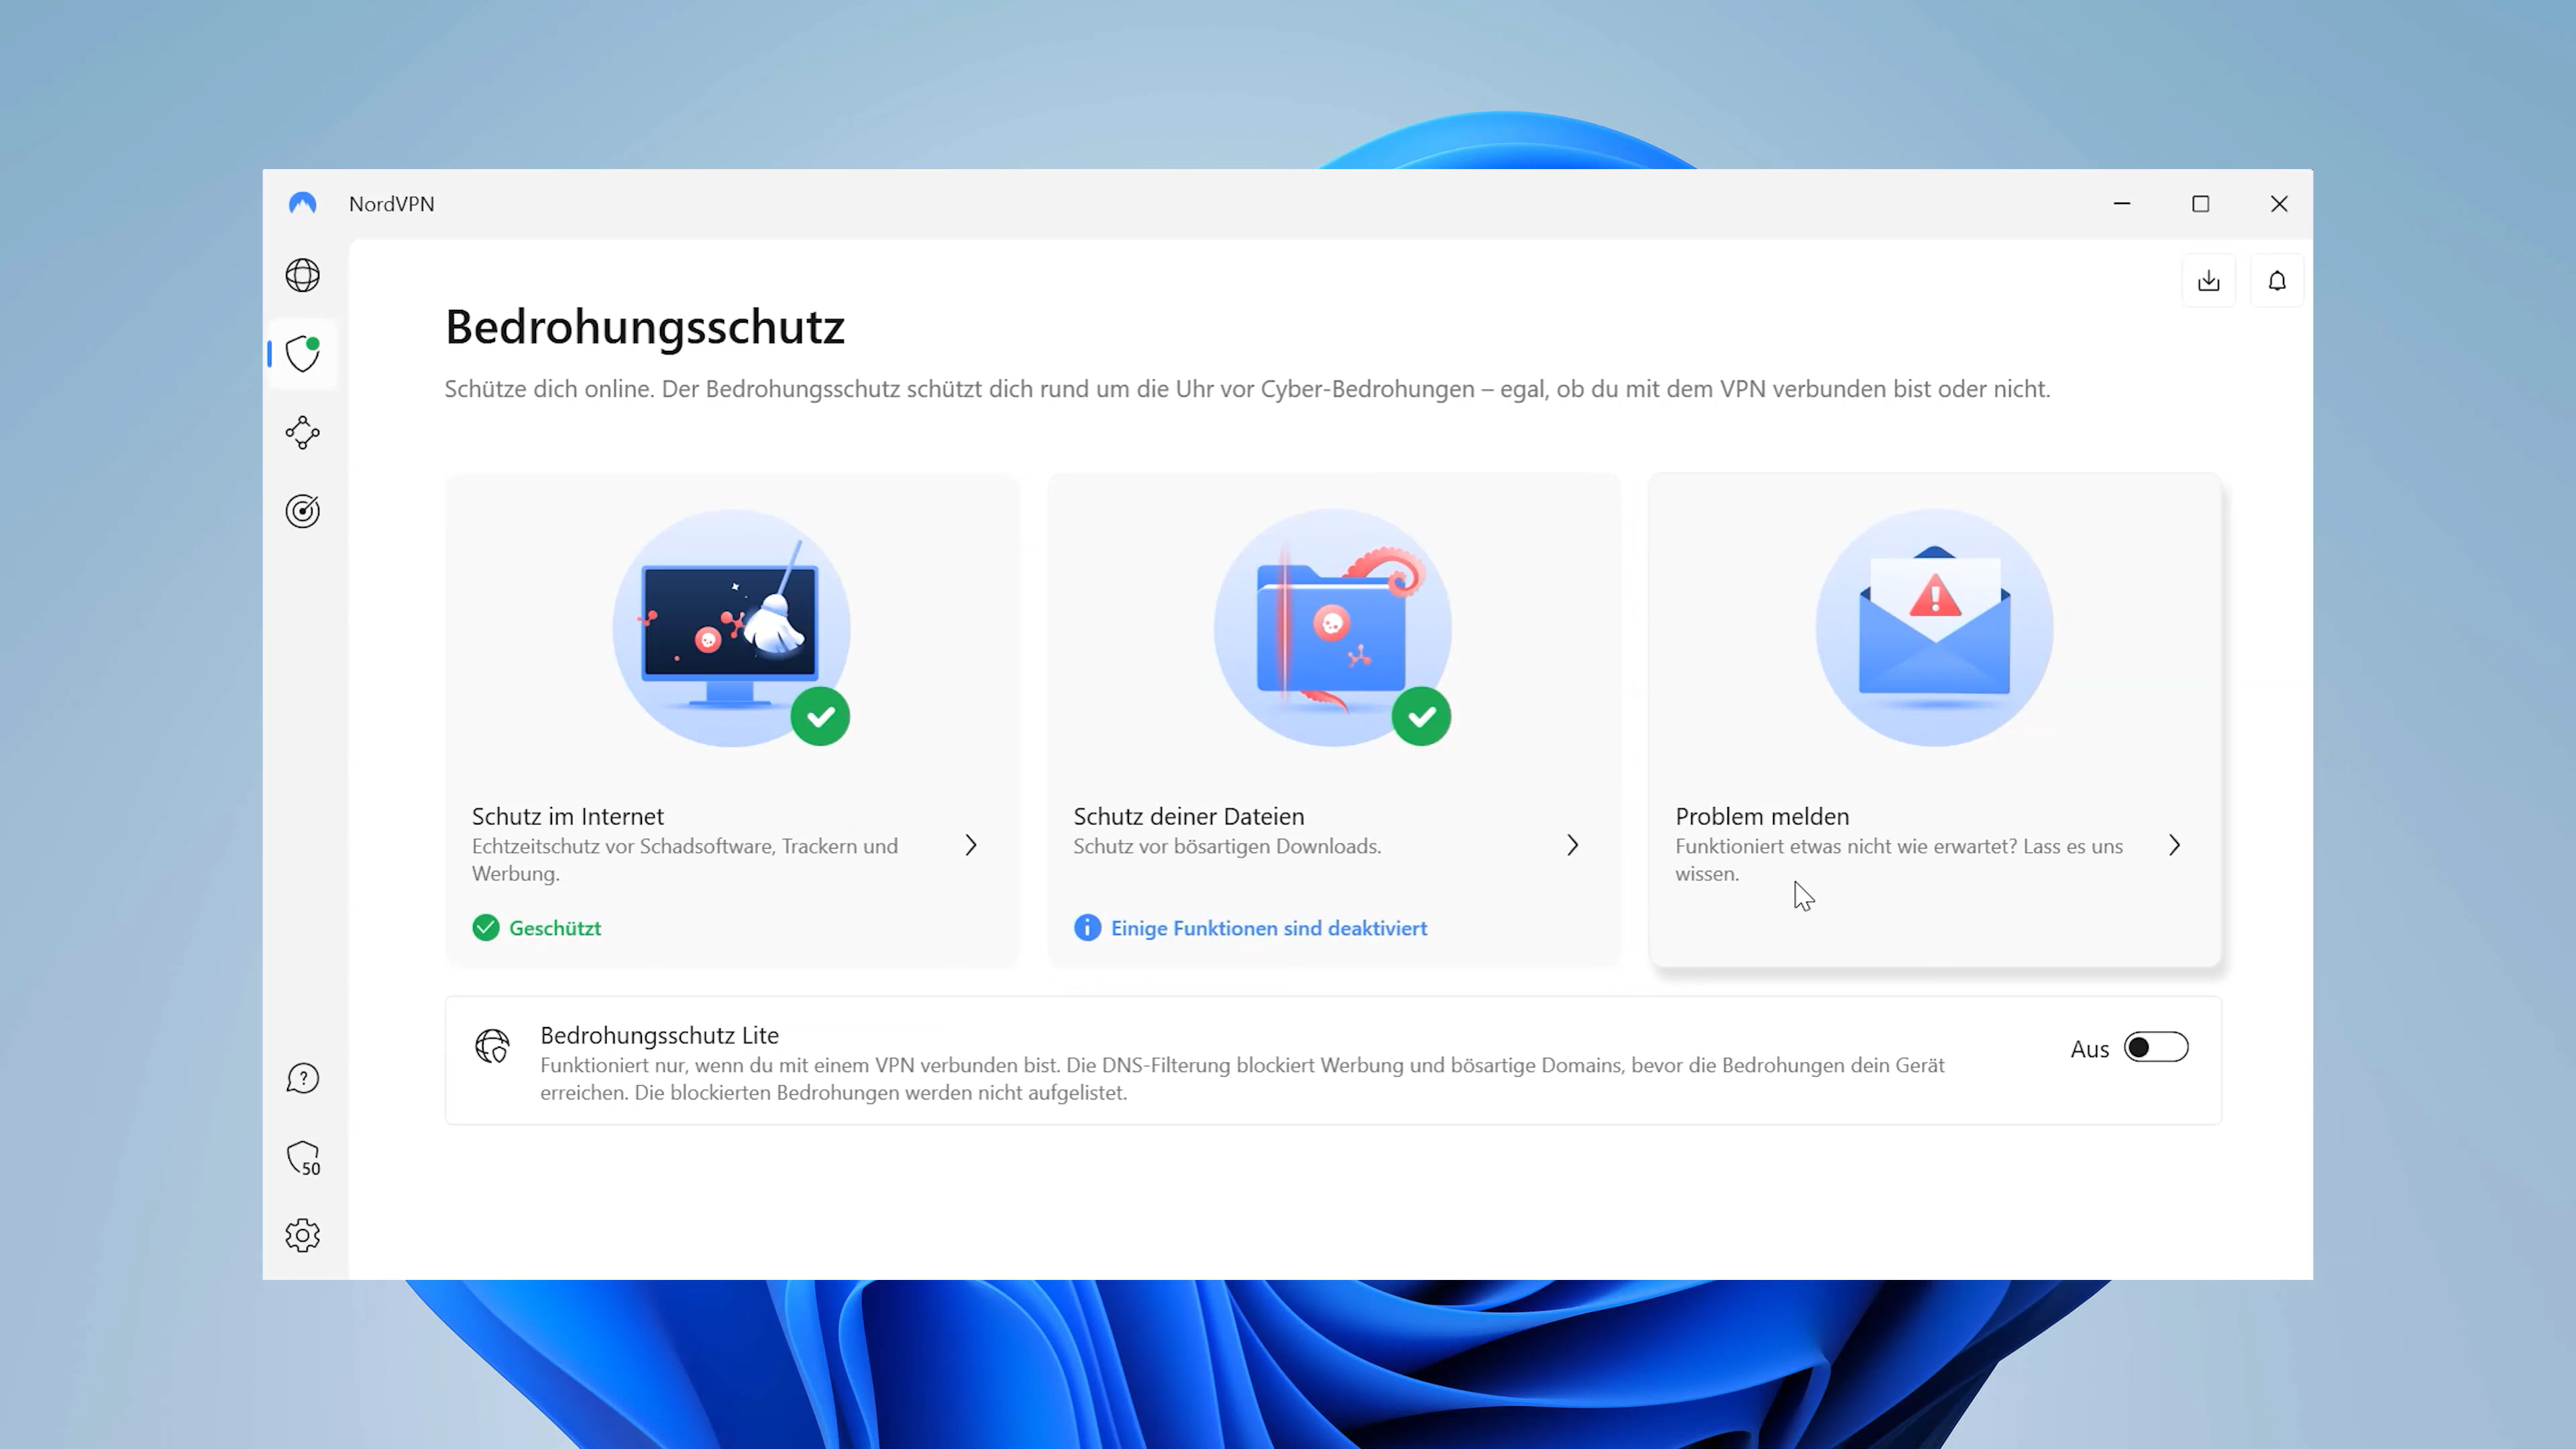 NordVPN
Bedrohungsschutz
Schütze dich online. Der Bedrohungsschutz schützt dich rund um die Uhr vor Cyber-Bedrohungen – egal, ob du mit dem VPN verbunden bist oder nicht.
Schutz im Internet
Echtzeitschutz vor Schadsoftware, Trackern und
Werbung.
Geschützt
Schutz deiner Dateien
Schutz vor bösartigen Downloads.
Einige Funktionen sind deaktiviert
Problem melden
Funktioniert etwas nicht wie erwartet? Lass es uns
wissen.
Bedrohungsschutz Lite
Funktioniert nur, wenn du mit einem VPN verbunden bist. Die DNS-Filterung blockiert Werbung und bösartige Domains, bevor die Bedrohungen dein Gerät
erreichen. Die blockierten Bedrohungen werden nicht aufgelistet.
Aus
50